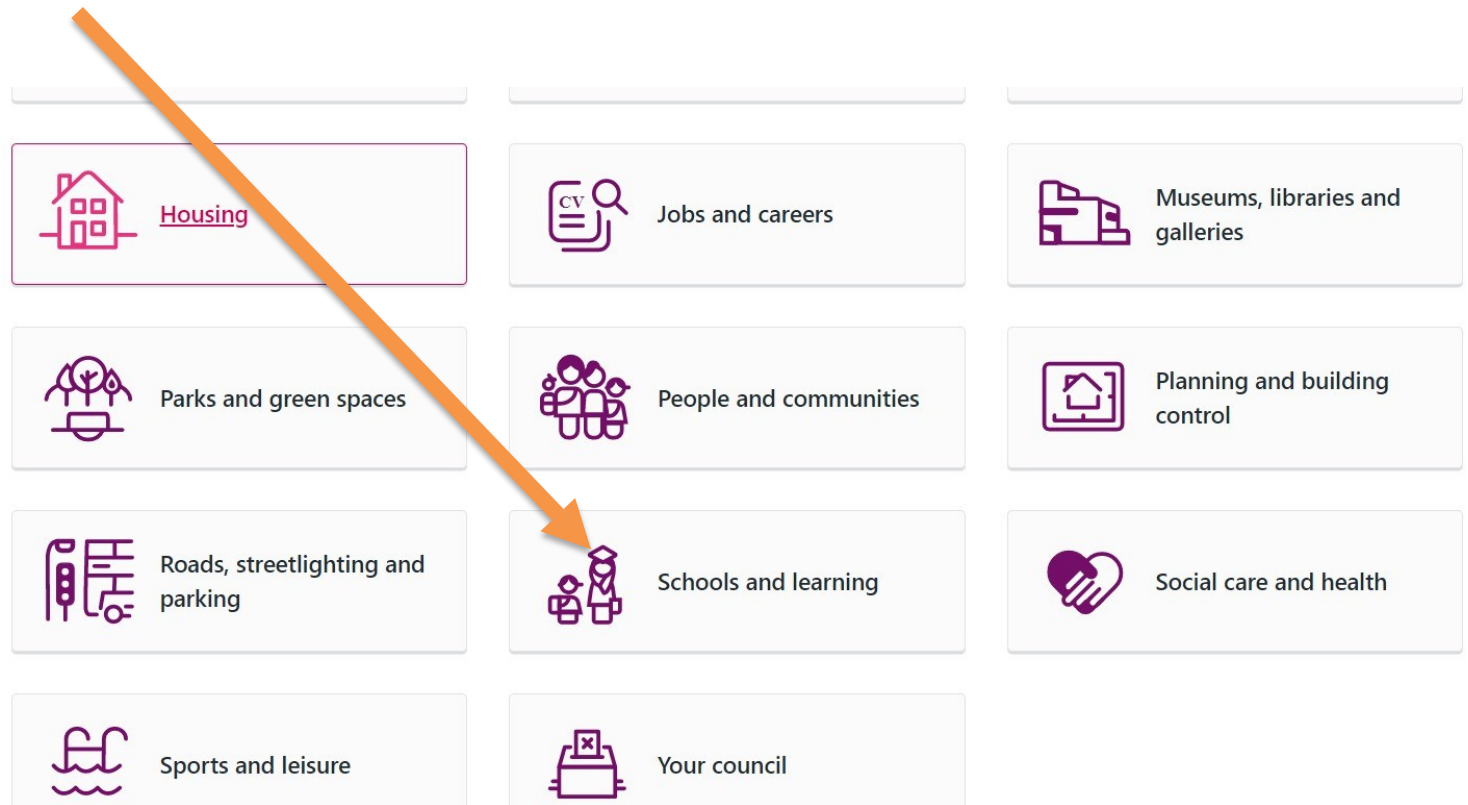 Housing
CV
Jobs and careers
Museums, libraries and
galleries
Parks and green spaces
People and communities
Planning and building
control
Roads, streetlighting and
parking
Schools and learning
Social care and health
Sports and leisure
Your council